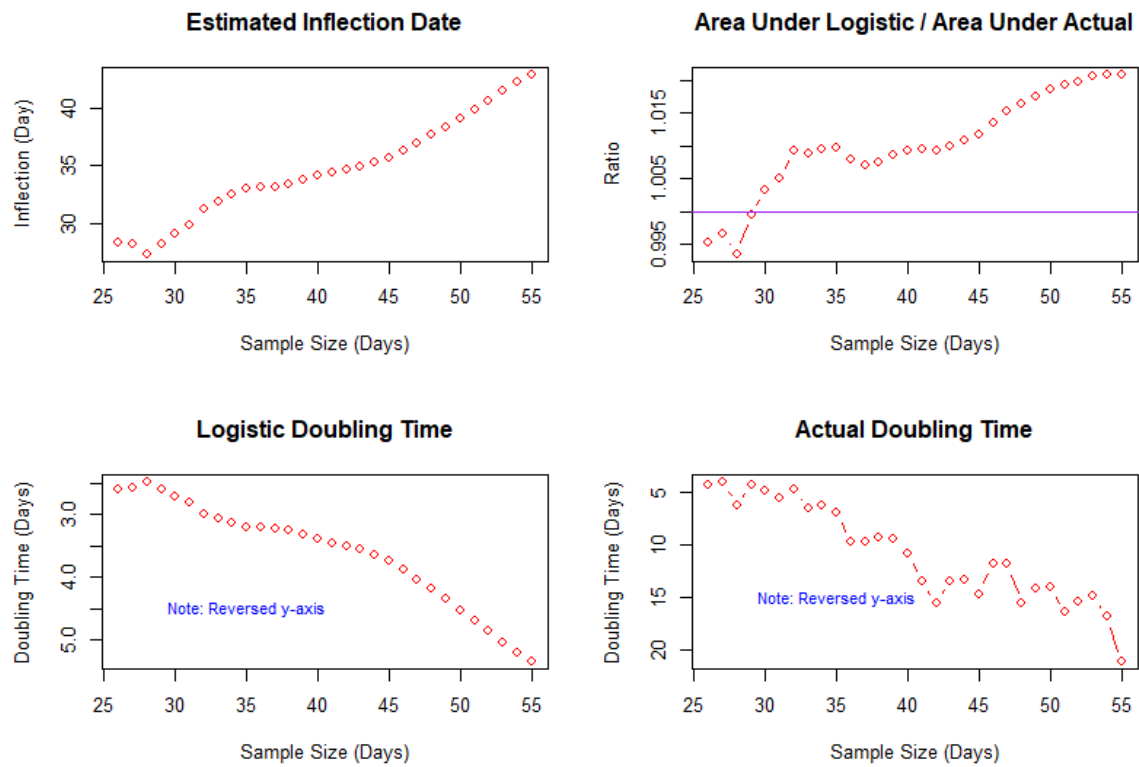 Estimated Inflection Date
Inflection (Day)
40
35
30
25 30 35 40 45 50 55
Sample Size (Days)
Area Under Logistic / Area Under Actual
Ratio
1.015
1.005
0.995
25 30 35 40 45 50 55
Sample Size (Days)
Logistic Doubling Time
Doubling Time (Days)
3.0
4.0
5.0
Note: Reversed y-axis
25 30 35 40 45 50 55
Sample Size (Days)
Actual Doubling Time
Doubling Time (Days)
5
10
15
20
Note: Reversed y-axis
25 30 35 40 45 50 55
Sample Size (Days)